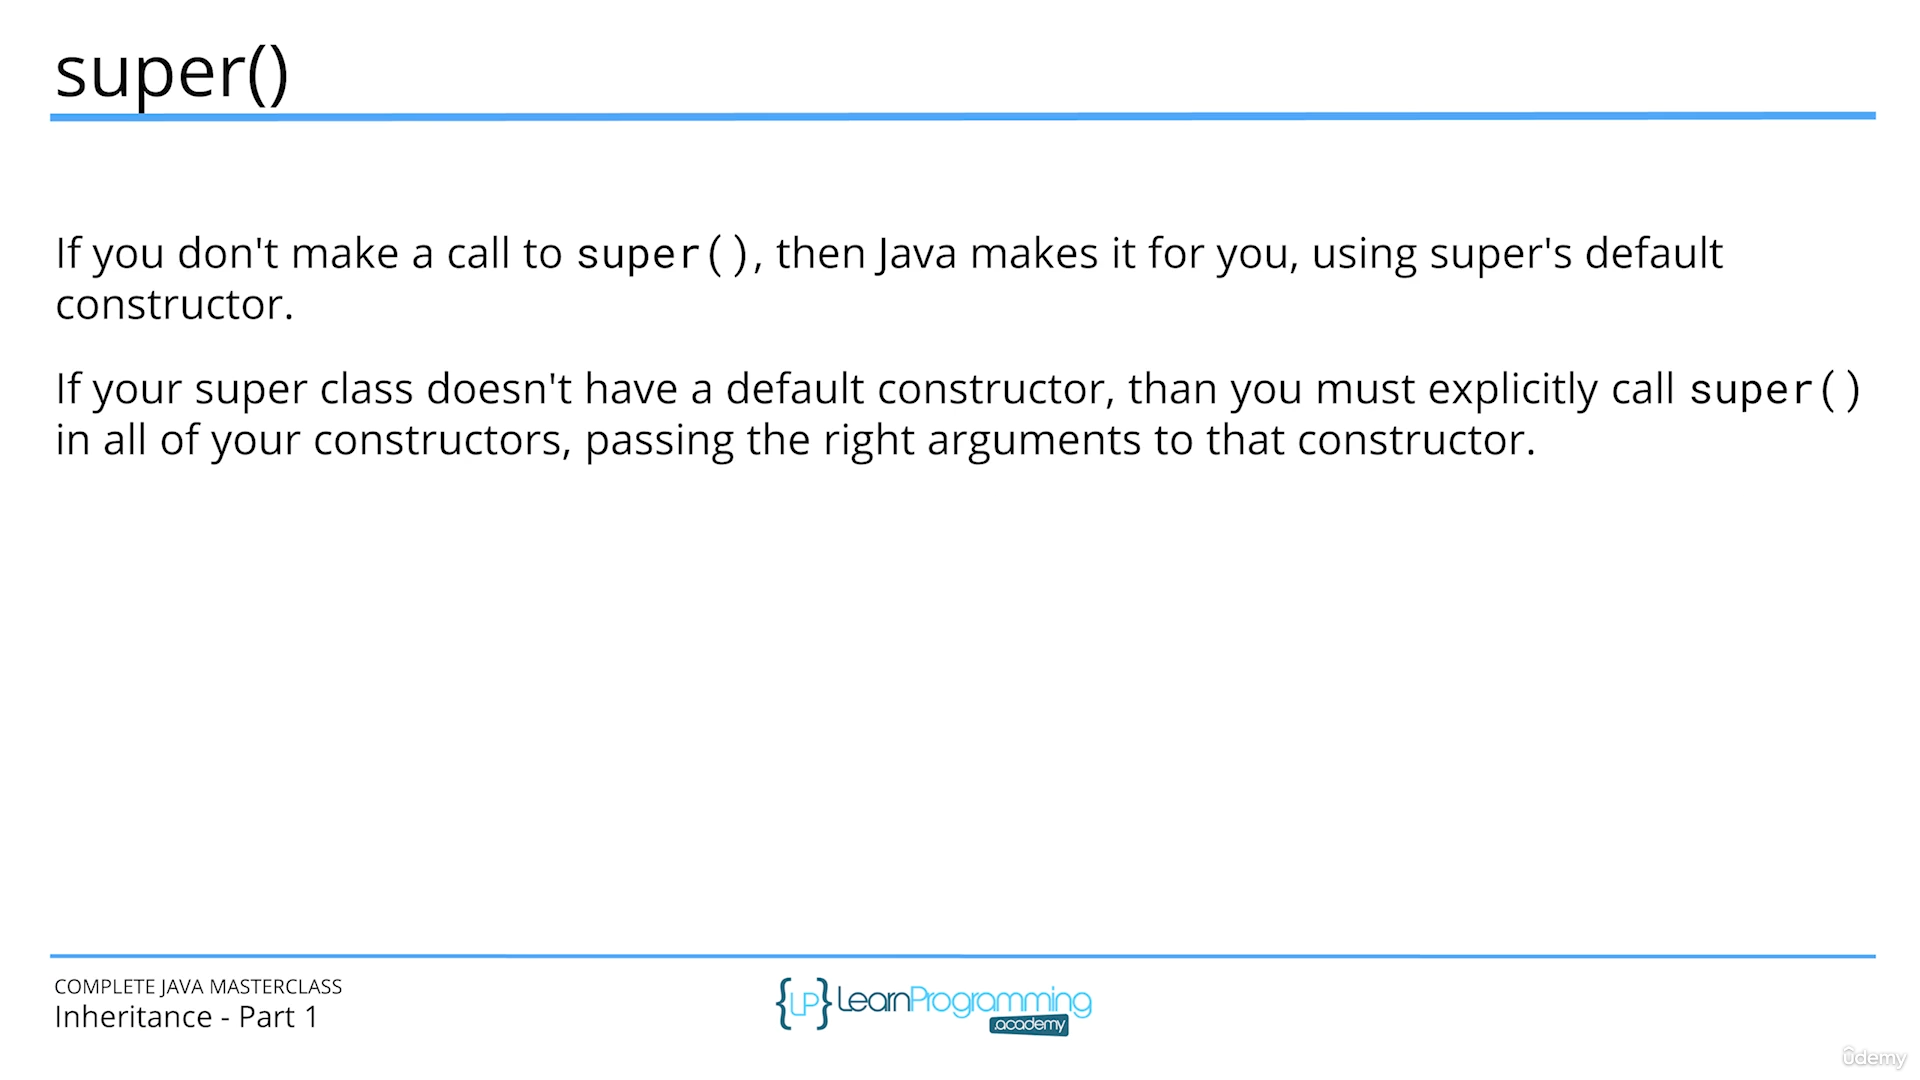 super()
If you don't make a call to super(), then Java makes it for you, using super's default
constructor.
If your super class doesn't have a default constructor, than you must explicitly call super()
in all of your constructors, passing the right arguments to that constructor.
COMPLETE JAVA MASTERCLASS
Inheritance - Part 1
{LP} LearnProgramming
.academy
ûdemy